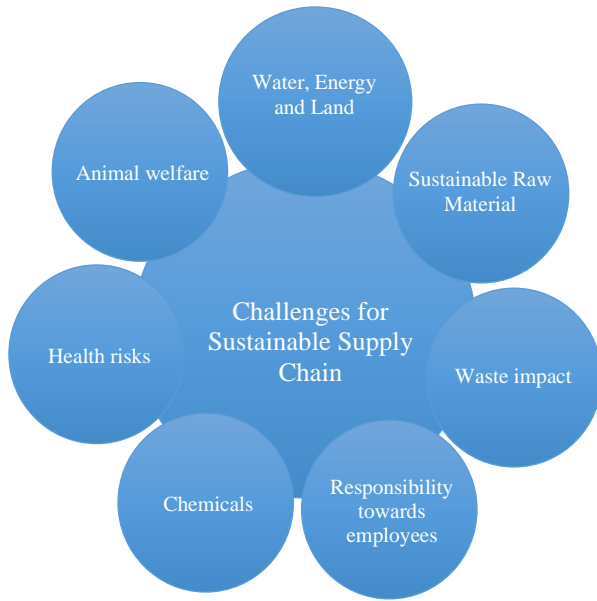 Water, Energy
and Land
Sustainable Raw
Material
Waste impact
Responsibility
towards
employees
Chemicals
Health risks
Animal welfare
Challenges for
Sustainable Supply
Chain